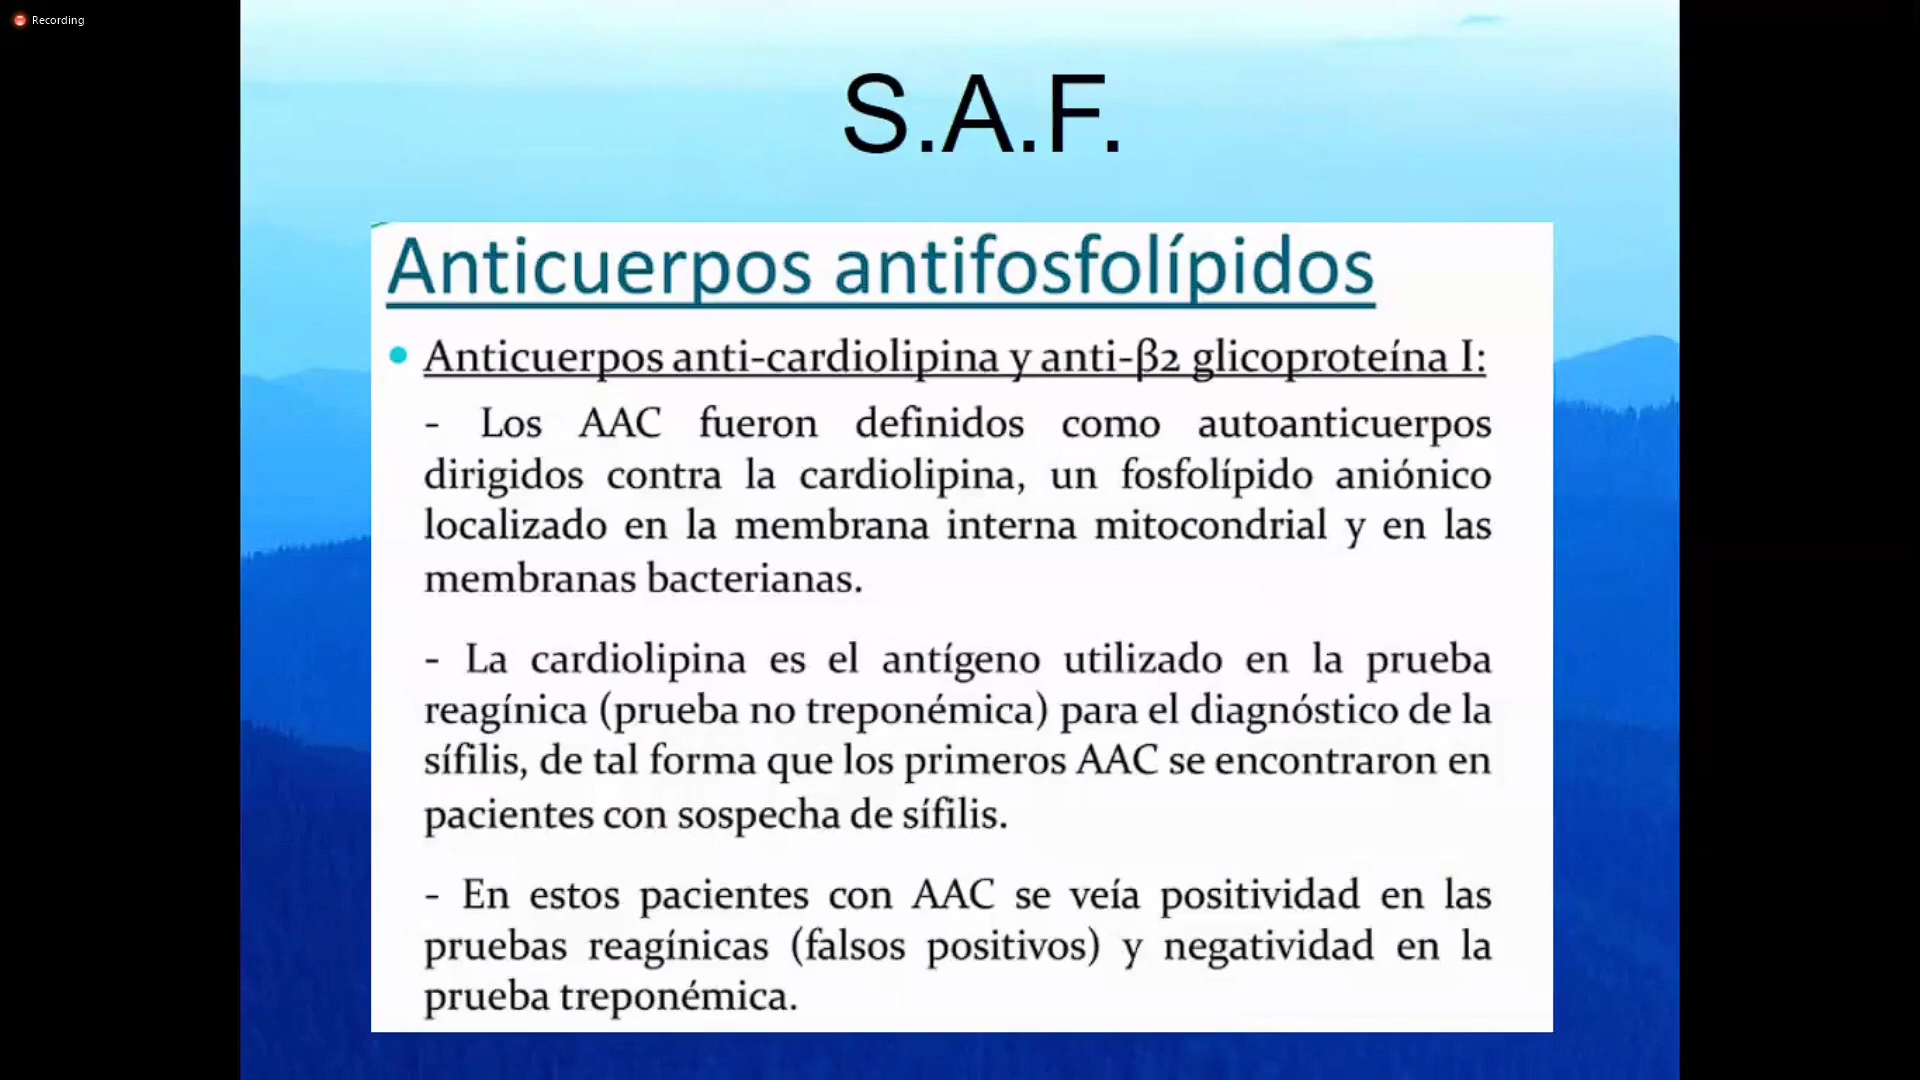 Recording
S.A.F.
Anticuerpos antifosfolípidos
• Anticuerpos anti-cardiolipina y anti-β2 glicoproteína I:
- Los AAC fueron definidos como autoanticuerpos
dirigidos contra la cardiolipina, un fosfolípido aniónico
localizado en la membrana interna mitocondrial y en las
membranas bacterianas.
- La cardiolipina es el antígeno utilizado en la prueba
reagínica (prueba no treponémica) para el diagnóstico de la
sífilis, de tal forma que los primeros AAC se encontraron en
pacientes con sospecha de sífilis.
- En estos pacientes con AAC se veía positividad en las
pruebas reagínicas (falsos positivos) y negatividad en la
prueba treponémica.